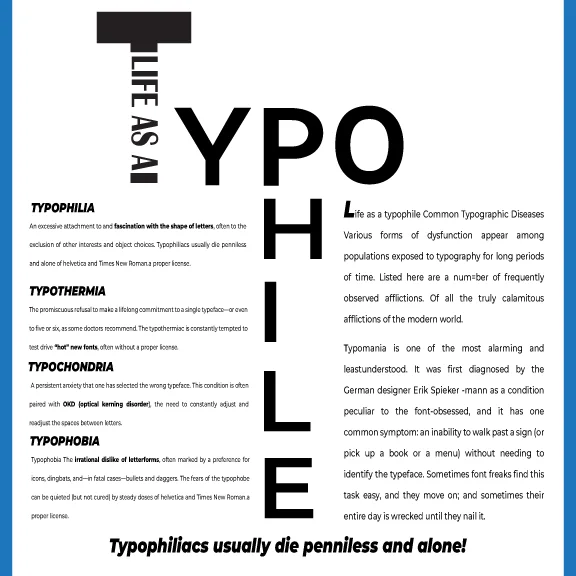 T
LIFE AS A
YPO
H
I
L
E
TYPOPHILIA
An excessive attachment to and fascination with the shape of letters, often to the
exclusion of other interests and object choices. Typophiliacs usually die penniless
and alone of helvetica and Times New Roman.a proper license.
TYPOTHERMIA
The promiscuous refusal to make a lifelong commitment to a single typeface—or even
to five or six, as some doctors recommend. The typothermiac is constantly tempted to
test drive "hot" new fonts, often without a proper license.
TYPOCHONDRIA
A persistent anxiety that one has selected the wrong typeface. This condition is often
paired with OKD (optical kerning disorder), the need to constantly adjust and
readjust the spaces between letters.
TYPOPHOBIA
Typophobia The irrational dislike of letterforms, often marked by a preference for
icons, dingbats, and—in fatal cases—bullets and daggers. The fears of the typophobe
can be quieted (but not cured) by steady doses of helvetica and Times New Roman.a
proper license.
Life as a typophile Common Typographic Diseases
Various forms of dysfunction appear among
populations exposed to typography for long periods
of time. Listed here are a num=ber of frequently
observed afflictions. Of all the truly calamitous
afflictions of the modern world.
Typomania is one of the most alarming and
leastunderstood. It was first diagnosed by the
German designer Erik Spieker -mann as a condition
peculiar to the font-obsessed, and it has one
common symptom: an inability to walk past a sign (or
pick up a book or a menu) without needing to
identify the typeface. Sometimes font freaks find this
task easy, and they move on; and sometimes their
entire day is wrecked until they nail it.
Typophiliacs usually die penniless and alone!